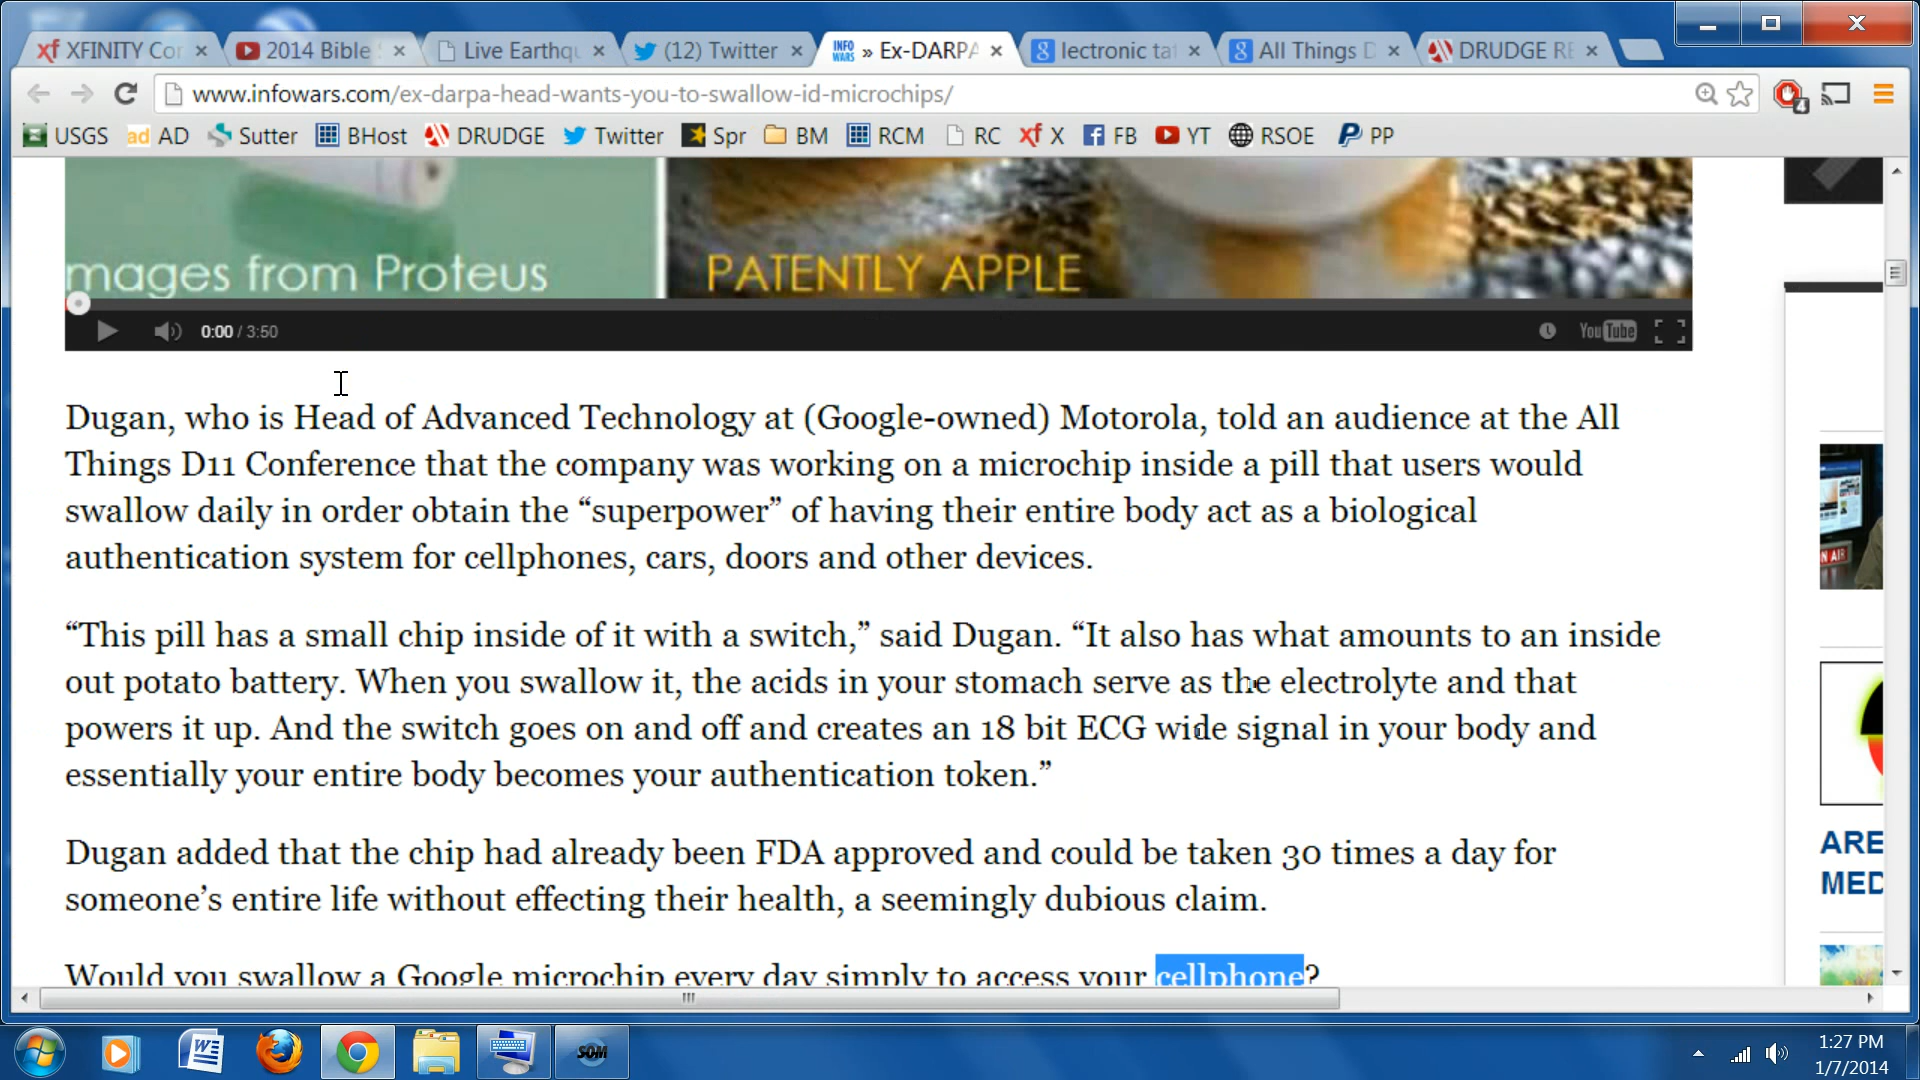 XFINITY Cor
2014 Bible
Live Earthqu
(12) Twitter
INFO WARS » Ex-DARPA
lectronic tat
All Things D
DRUDGE RE
www.infowars.com/ex-darpa-head-wants-you-to-swallow-id-microchips/
4
USGS ad AD Sutter BHost DRUDGE Twitter Spr BM RCM RC xf X FB YT RSOE PP
mages from Proteus
PATENTLY APPLE
0:00 / 3:50
YouTube
Dugan, who is Head of Advanced Technology at (Google-owned) Motorola, told an audience at the All
Things D11 Conference that the company was working on a microchip inside a pill that users would
swallow daily in order obtain the “superpower” of having their entire body act as a biological
authentication system for cellphones, cars, doors and other devices.
“This pill has a small chip inside of it with a switch,” said Dugan. “It also has what amounts to an inside
out potato battery. When you swallow it, the acids in your stomach serve as the electrolyte and that
powers it up. And the switch goes on and off and creates an 18 bit ECG wide signal in your body and
essentially your entire body becomes your authentication token.”
Dugan added that the chip had already been FDA approved and could be taken 30 times a day for
someone’s entire life without effecting their health, a seemingly dubious claim.
Would you swallow a Google microchip every day simply to access your cellphone?
ON AIR
ARE
MED
SOM
1:27 PM
1/7/2014